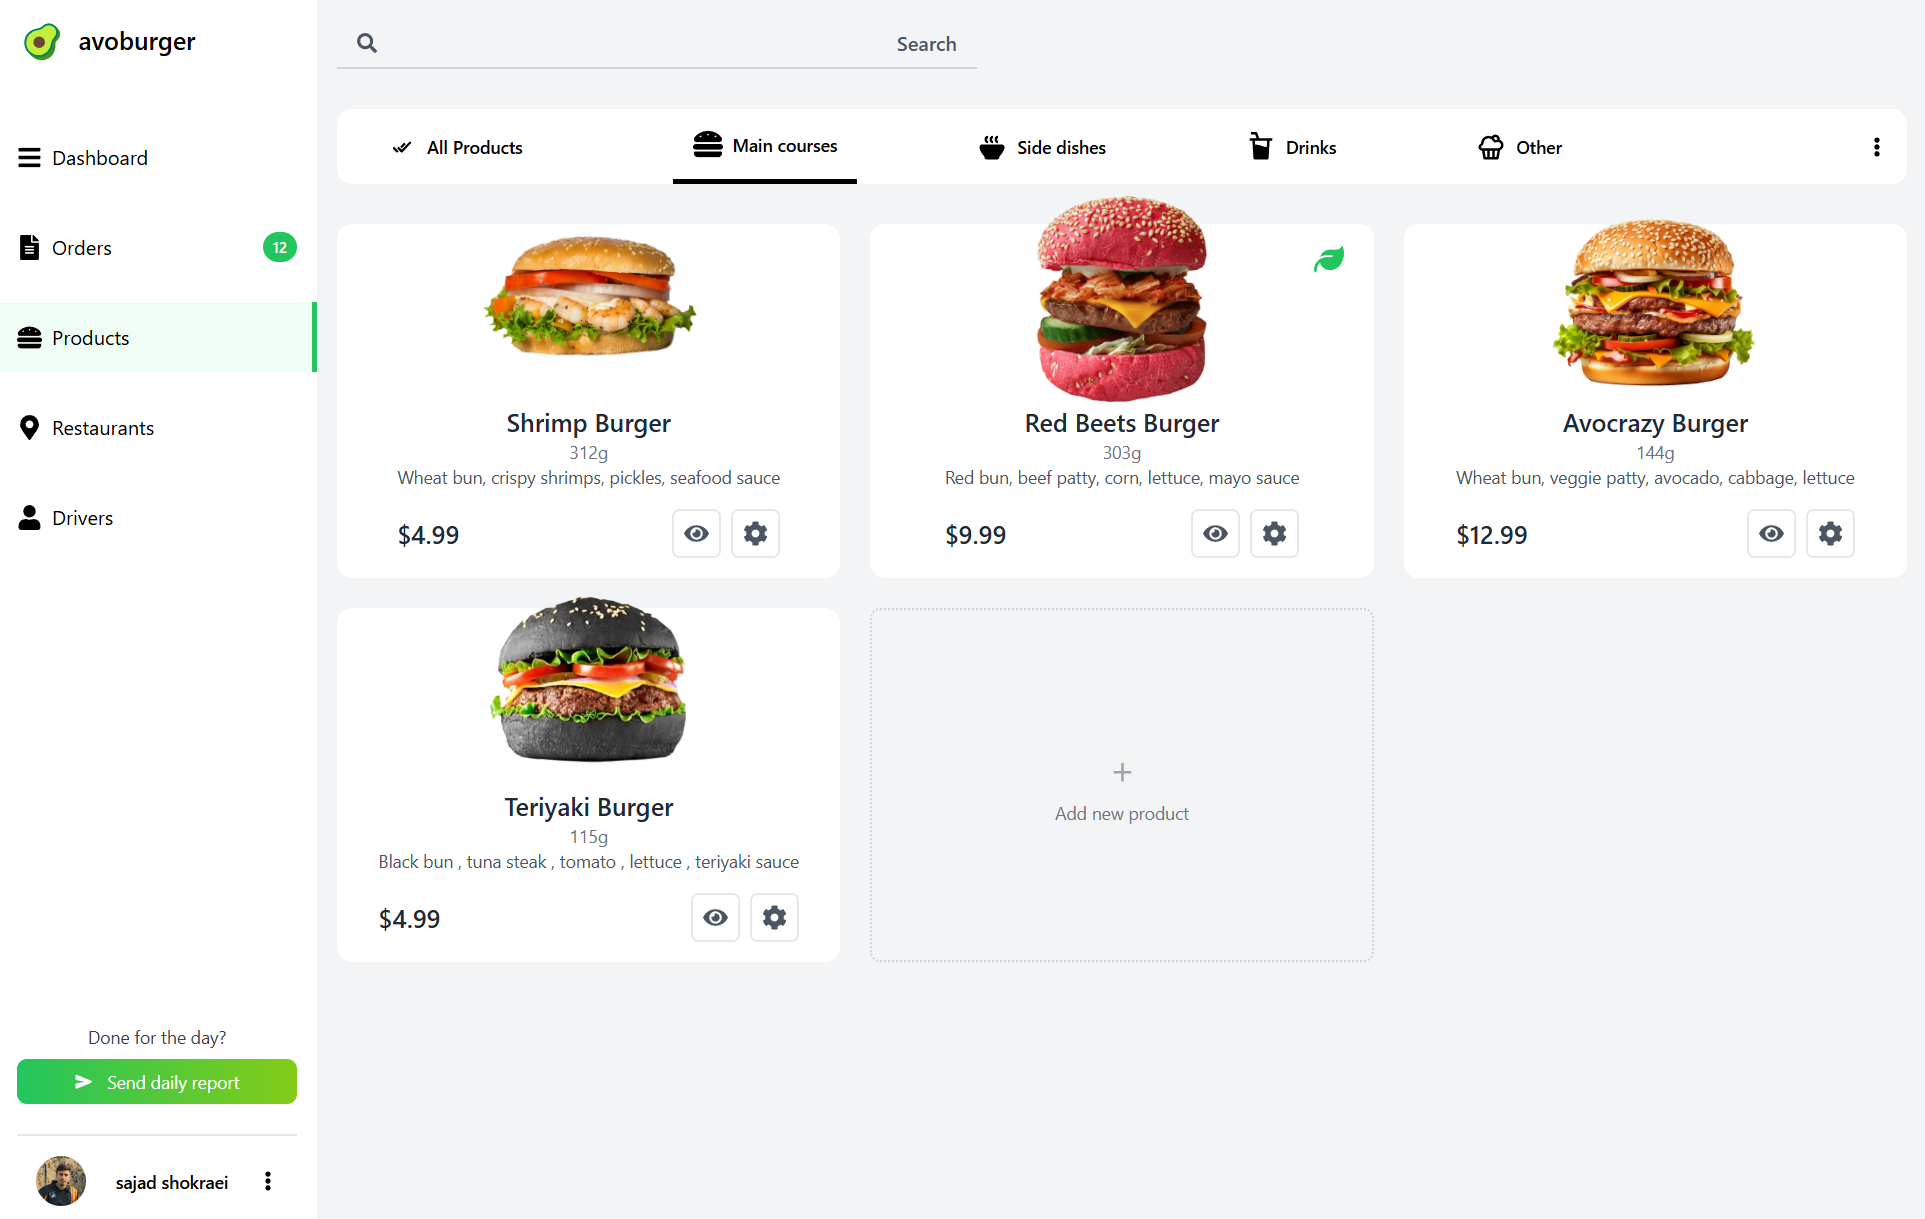 avoburger
Search
Dashboard
Orders
12
Products
Restaurants
Drivers
All Products
Main courses
Side dishes
Drinks
Other
Shrimp Burger
312g
Wheat bun, crispy shrimps, pickles, seafood sauce
$4.99
Red Beets Burger
303g
Red bun, beef patty, corn, lettuce, mayo sauce
$9.99
Avocrazy Burger
144g
Wheat bun, veggie patty, avocado, cabbage, lettuce
$12.99
Teriyaki Burger
115g
Black bun , tuna steak , tomato , lettuce , teriyaki sauce
$4.99
Add new product
Done for the day?
Send daily report
sajad shokraei